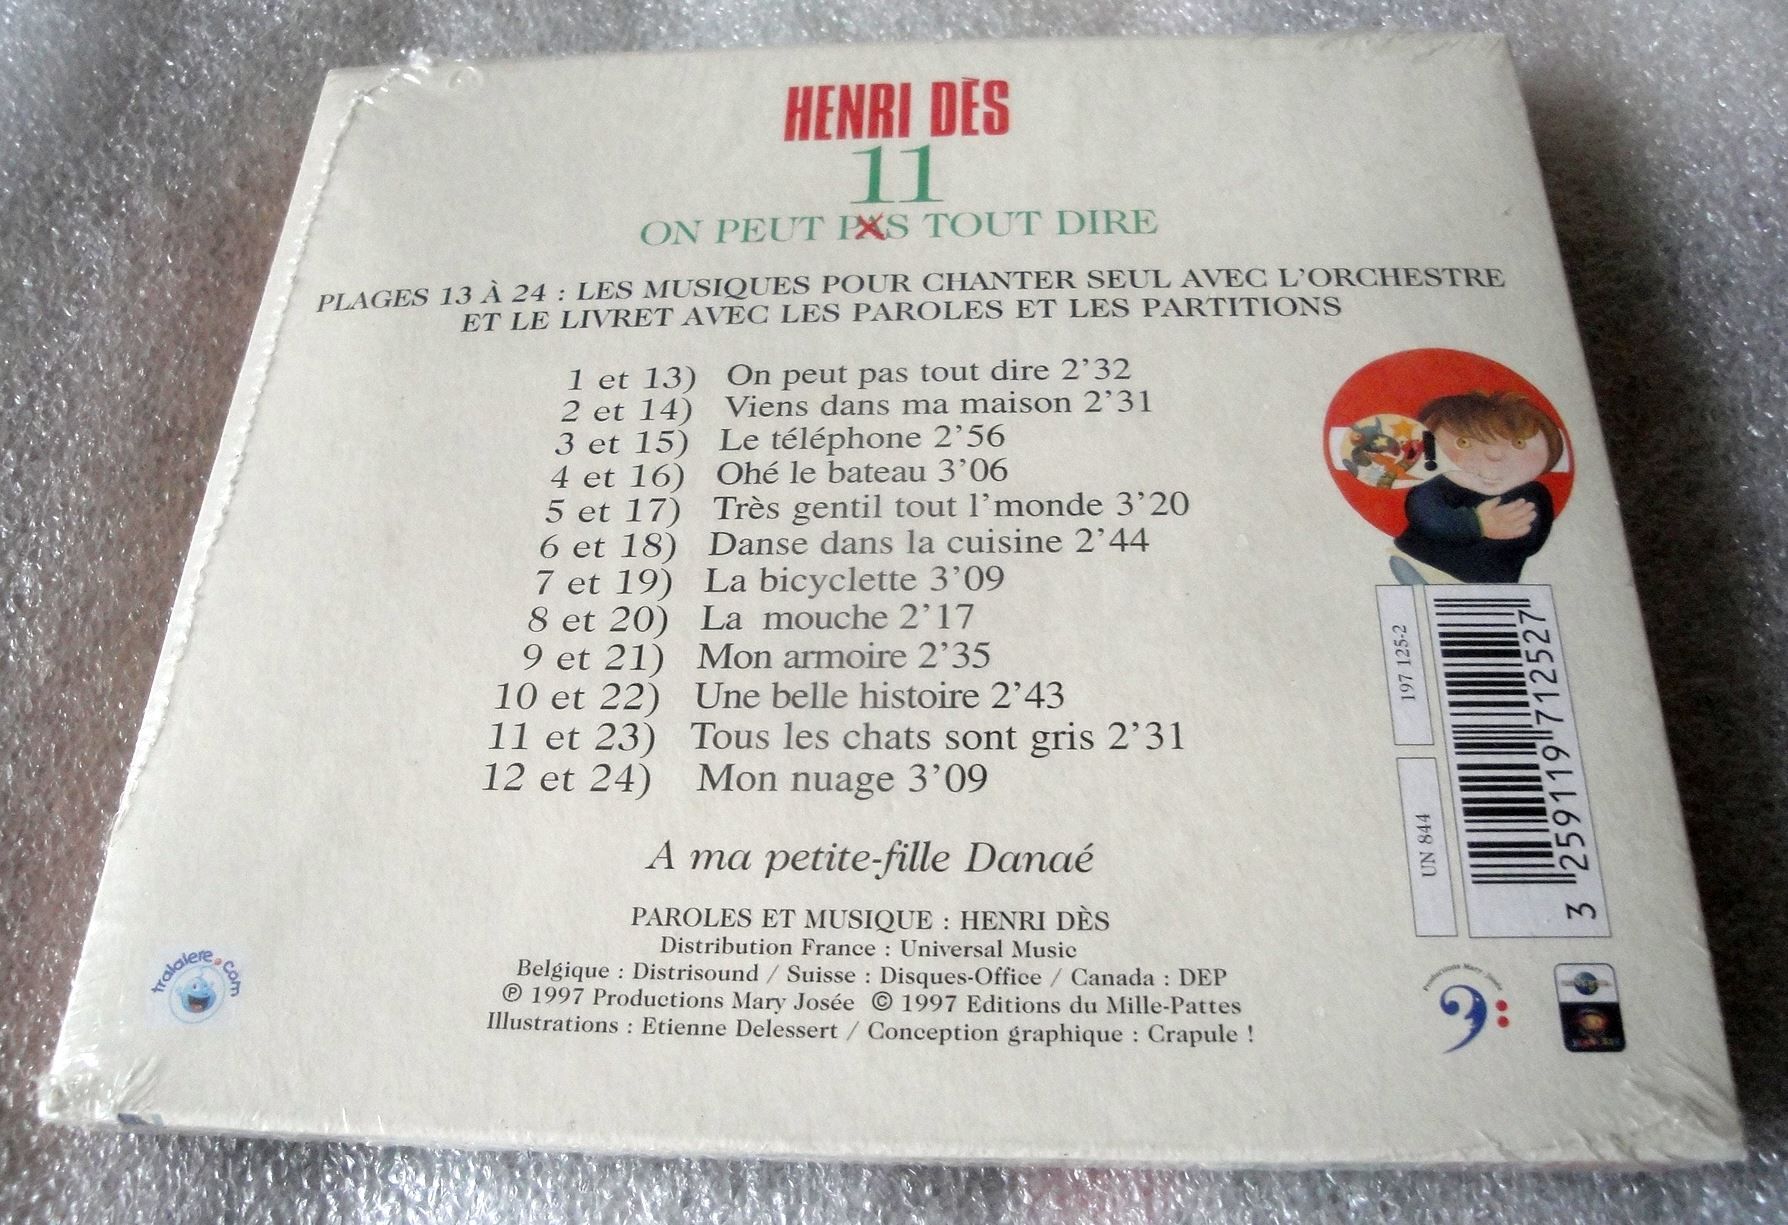 HENRI DÈS
11
ON PEUT PAS TOUT DIRE
PLAGES 13 À 24 : LES MUSIQUES POUR CHANTER SEUL AVEC L'ORCHESTRE
ET LE LIVRET AVEC LES PAROLES ET LES PARTITIONS
1 et 13) On peut pas tout dire 2'32
2 et 14) Viens dans ma maison 2'31
3 et 15) Le téléphone 2'56
4 et 16) Ohé le bateau 3'06
5 et 17) Très gentil tout l'monde 3'20
6 et 18) Danse dans la cuisine 2'44
7 et 19) La bicyclette 3'09
8 et 20) La mouche 2'17
9 et 21) Mon armoire 2'35
10 et 22) Une belle histoire 2'43
11 et 23) Tous les chats sont gris 2'31
12 et 24) Mon nuage 3'09
!
197 125-2
UN 844
3 259119 712527
A ma petite-fille Danaé
PAROLES ET MUSIQUE : HENRI DÈS
Distribution France : Universal Music
Belgique : Distrisound / Suisse : Disques-Office / Canada : DEP
℗ 1997 Productions Mary Josée © 1997 Editions du Mille-Pattes
Illustrations : Etienne Delessert / Conception graphique : Crapule !
tralalere.com
Productions Mary Josée